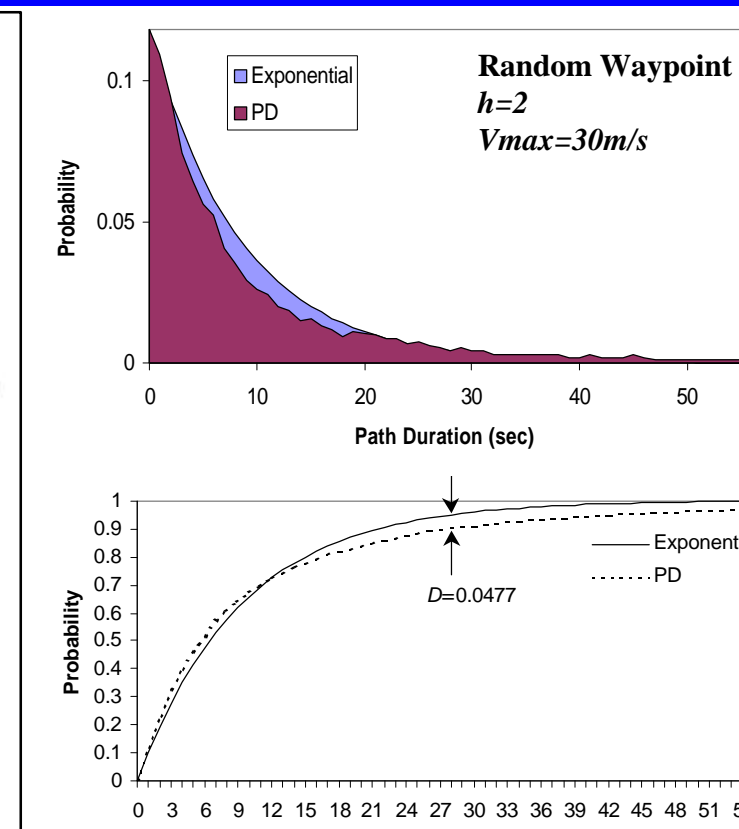 Random Waypoint
h=2
Vmax=30m/s
Exponential
PD
0.1
0.05
0
Probability
0 10 20 30 40 50
Path Duration (sec)
1
0.9
0.8
0.7
0.6
0.5
0.4
0.3
0.2
0.1
0
Probability
D=0.0477
Exponent
PD
0 3 6 9 12 15 18 21 24 27 30 33 36 39 42 45 48 51